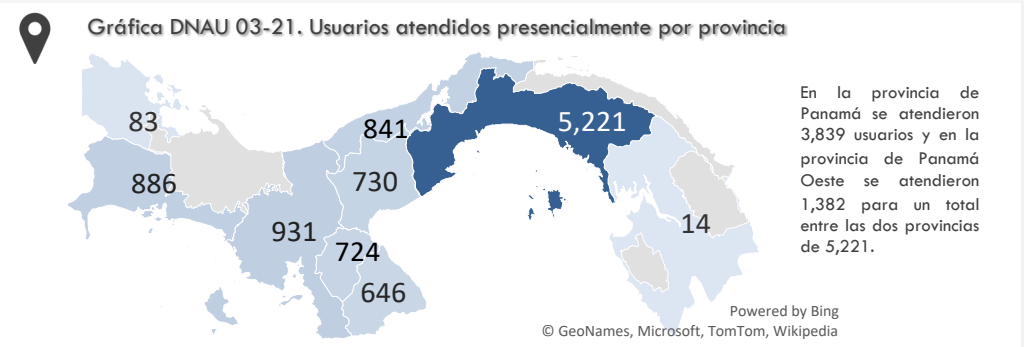 Gráfica DNAU 03-21. Usuarios atendidos presencialmente por provincia
83
841
5,221
886
730
931
724
14
646
En la provincia de
Panamá se atendieron
3,839 usuarios y en la
provincia de Panamá
Oeste se atendieron
1,382 para un total
entre las dos provincias
de 5,221.
Powered by Bing
© GeoNames, Microsoft, TomTom, Wikipedia